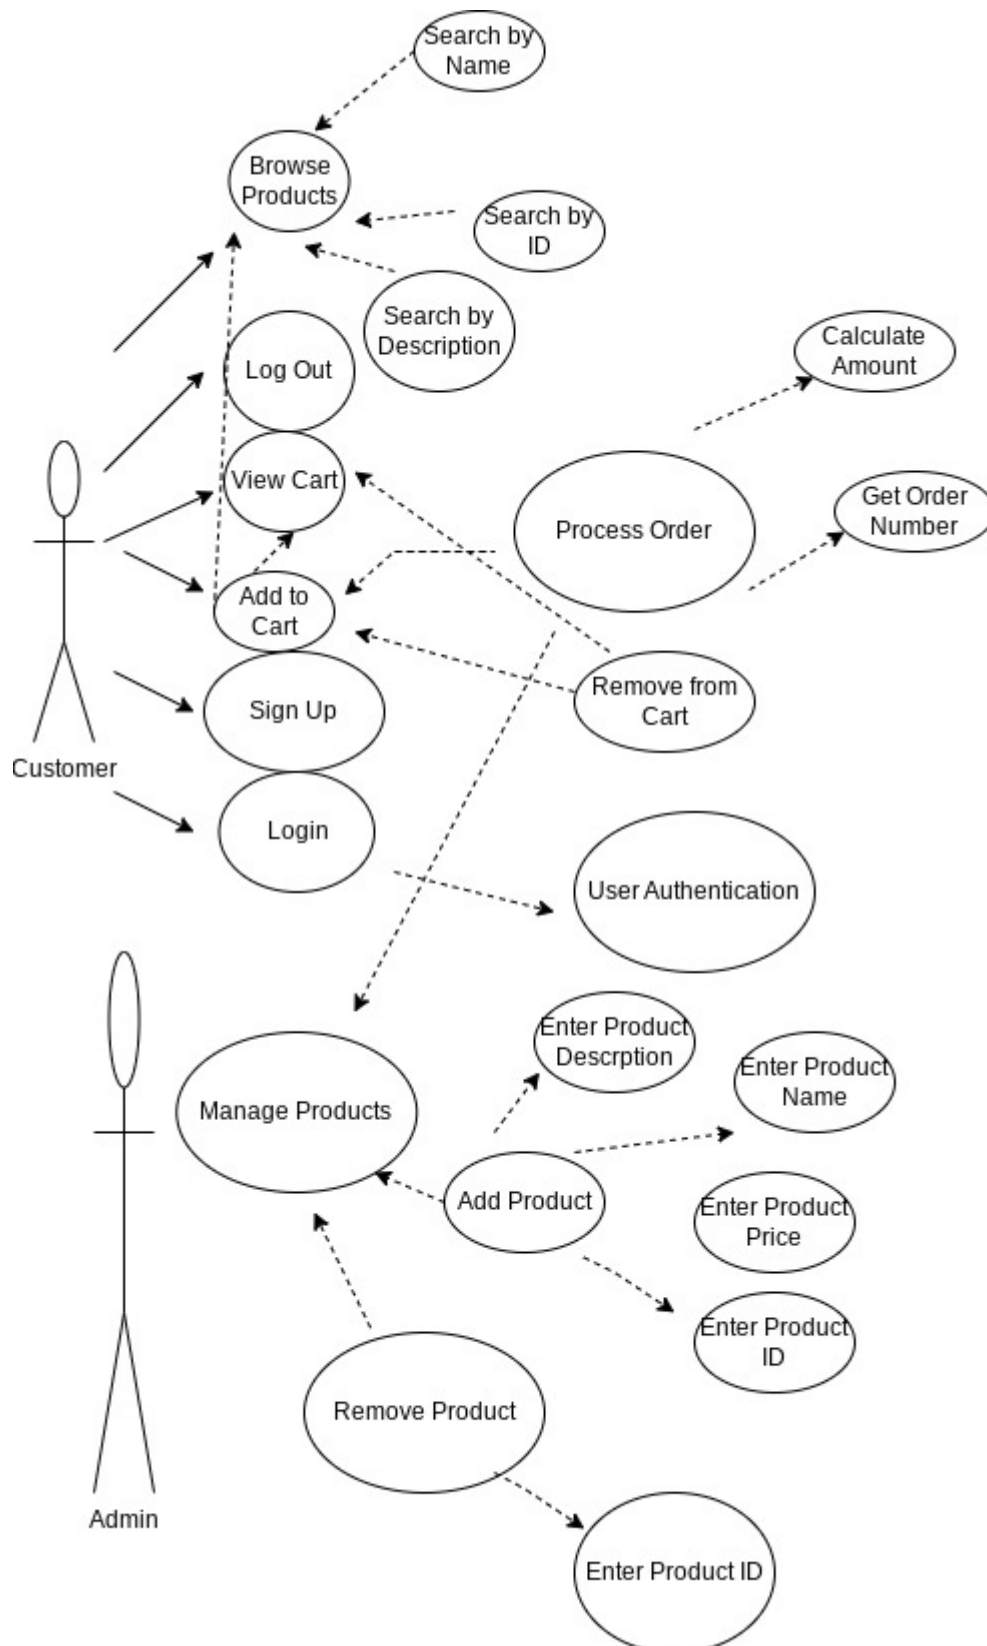 Search by
Name
Browse
Products
Search by
ID
Search by
Description
Calculate
Amount
Log Out
View Cart
Get Order
Number
Process Order
Add to
Cart
Remove from
Cart
Sign Up
Customer
Login
User Authentication
Enter Product
Descrption
Enter Product
Name
Manage Products
Add Product
Enter Product
Price
Enter Product
ID
Remove Product
Admin
Enter Product ID